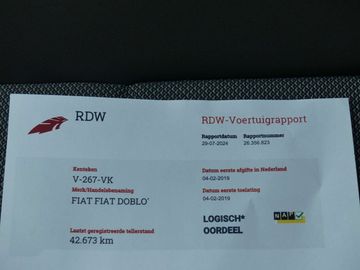 RDW
RDW-Voertuigrapport
Rapportdatum Rapportnummer
29-07-2024 26.356.823
Kenteken
V-267-VK
Merk/Handelsbenaming
FIAT FIAT DOBLO'
Laatst geregistreerde tellerstand
42.673 km
Datum eerste afgifte in Nederland
04-02-2019
Datum eerste toelating
04-02-2019
LOGISCH*
OORDEEL
NAP